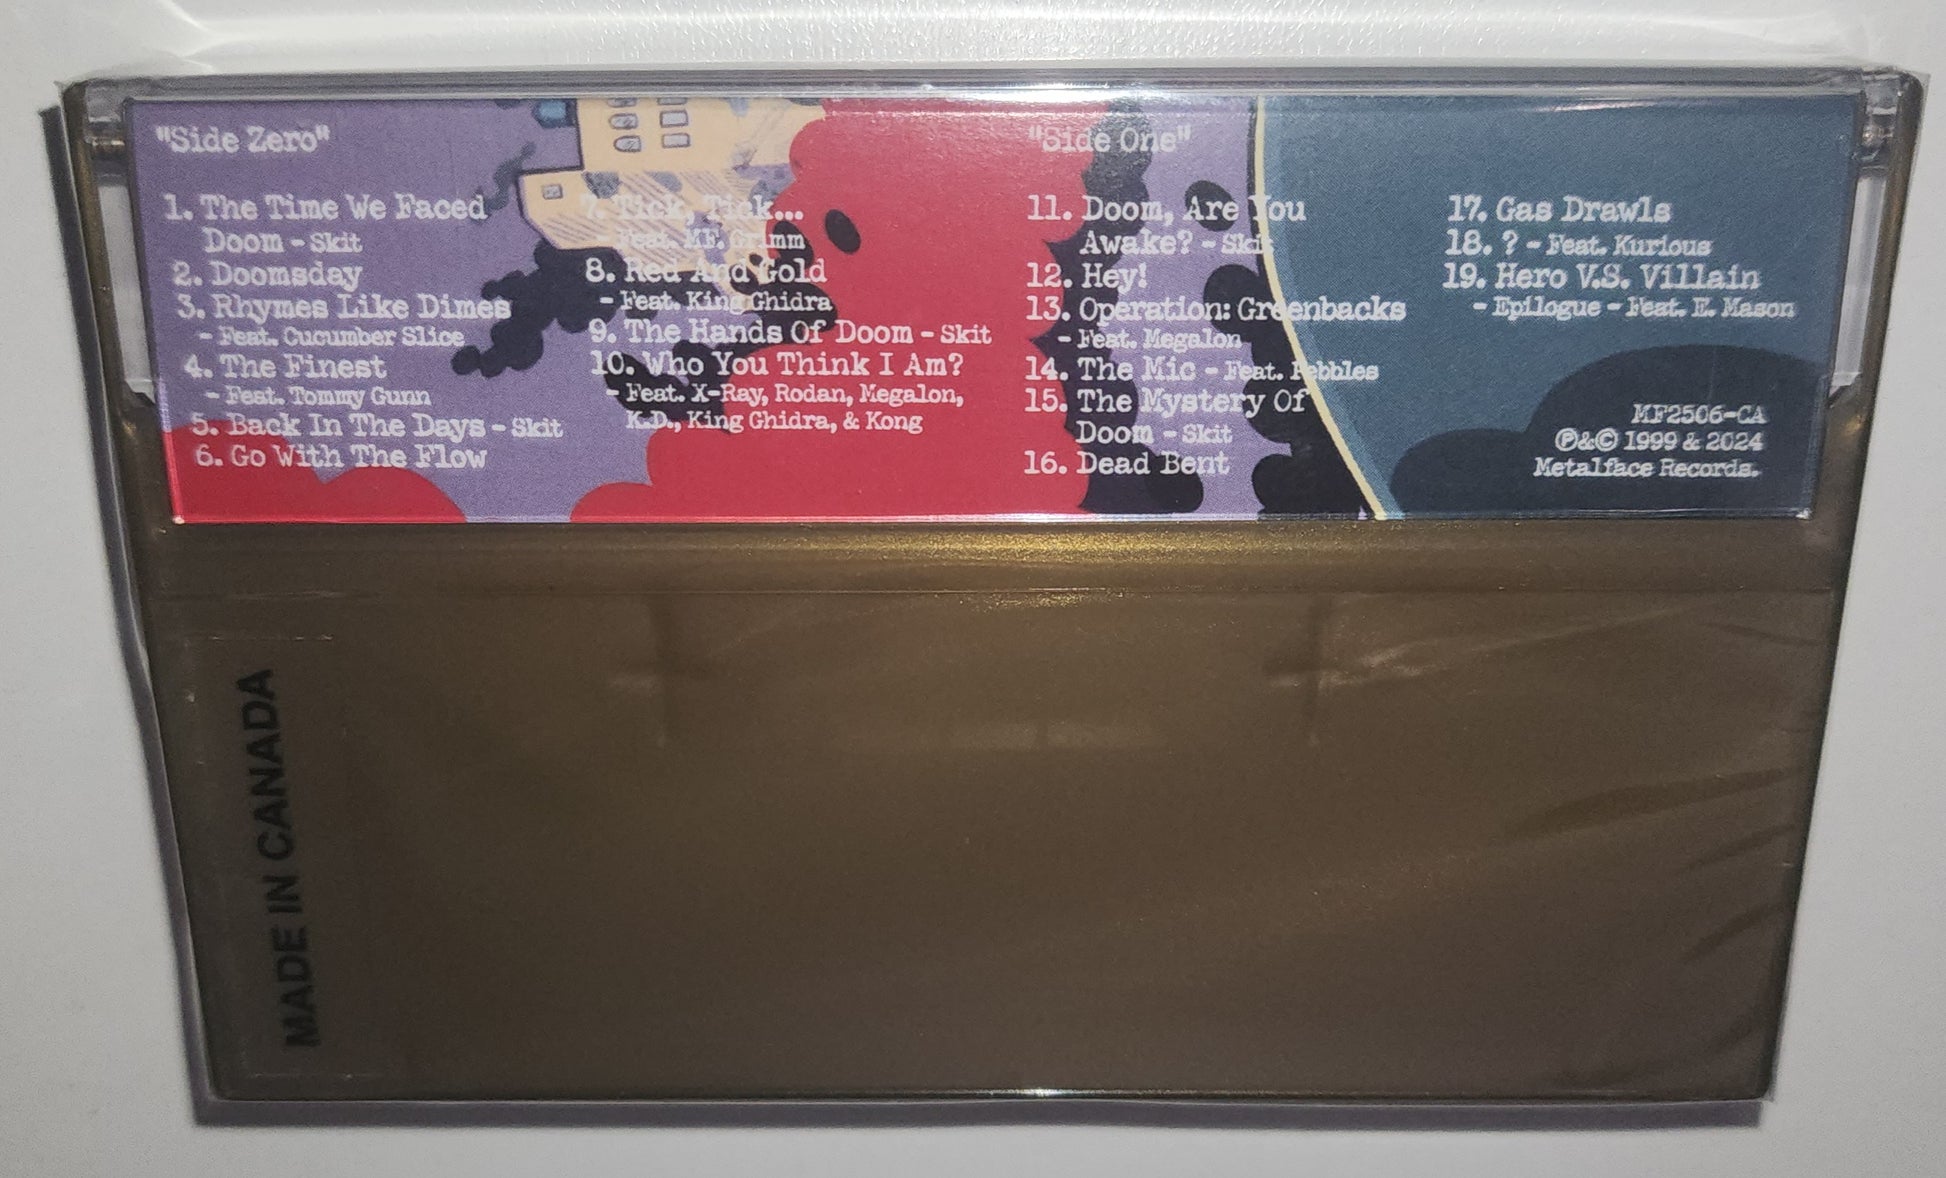 "Side Zero"
1. The Time We Faced
Doom - Skit
2. Doomsday
3. Rhymes Like Dimes
- Feat. Cucumber Slice
4. The Finest
- Feat. Tommy Gunn
5. Back In The Days - Skit
6. Go With The Flow
7. Tick, Tick...
Feat. MF. Grimm
8. Red And Gold
- Feat. King Ghidra
9. The Hands Of Doom - Skit
10. Who You Think I Am?
- Feat. X-Ray, Rodan, Megalon,
K.D., King Ghidra, & Kong
"Side One"
11. Doom, Are You
Awake? - Skit
12. Hey!
13. Operation: Greenbacks
- Feat. Megalon
14. The Mic - Feat. Pebbles
15. The Mystery Of
Doom - Skit
16. Dead Bent
17. Gas Drawls
18. ? - Feat. Kurious
19. Hero V.S. Villain
- Epilogue - Feat. E. Mason
MF2506-CA
℗&© 1999 & 2024
Metalface Records.
MADE IN CANADA